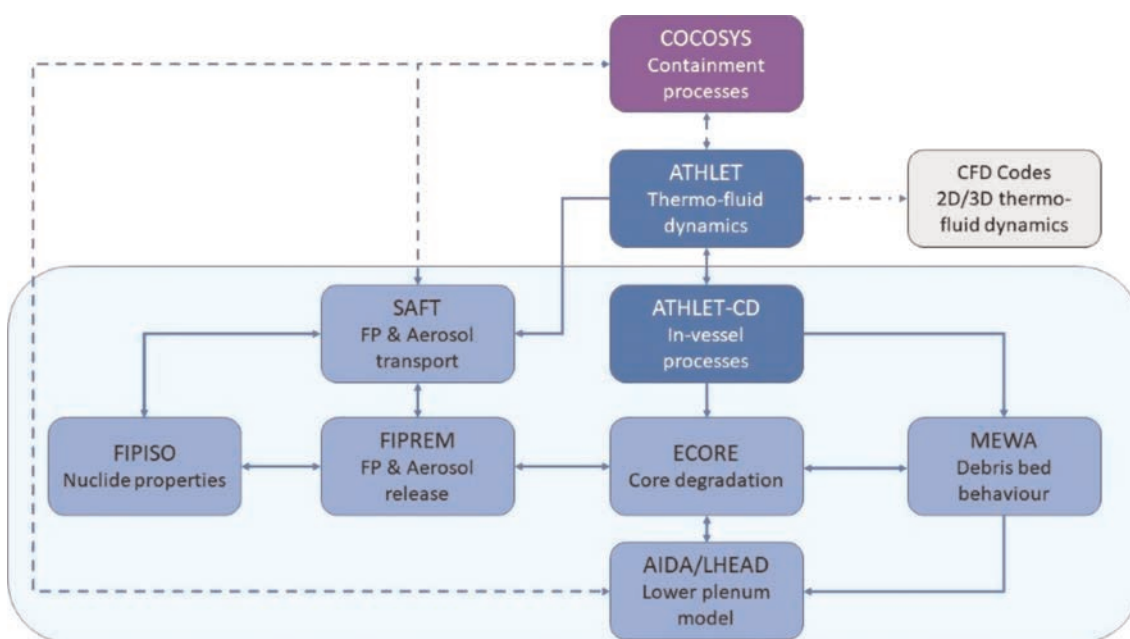 COCOSYS
Containment
processes
ATHLET
Thermo-fluid
dynamics
CFD Codes
2D/3D thermo-
fluid dynamics
SAFT
FP & Aerosol
transport
ATHLET-CD
In-vessel
processes
FIPISO
Nuclide properties
FIPREM
FP & Aerosol
release
ECORE
Core degradation
MEWA
Debris bed
behaviour
AIDA/LHEAD
Lower plenum
model